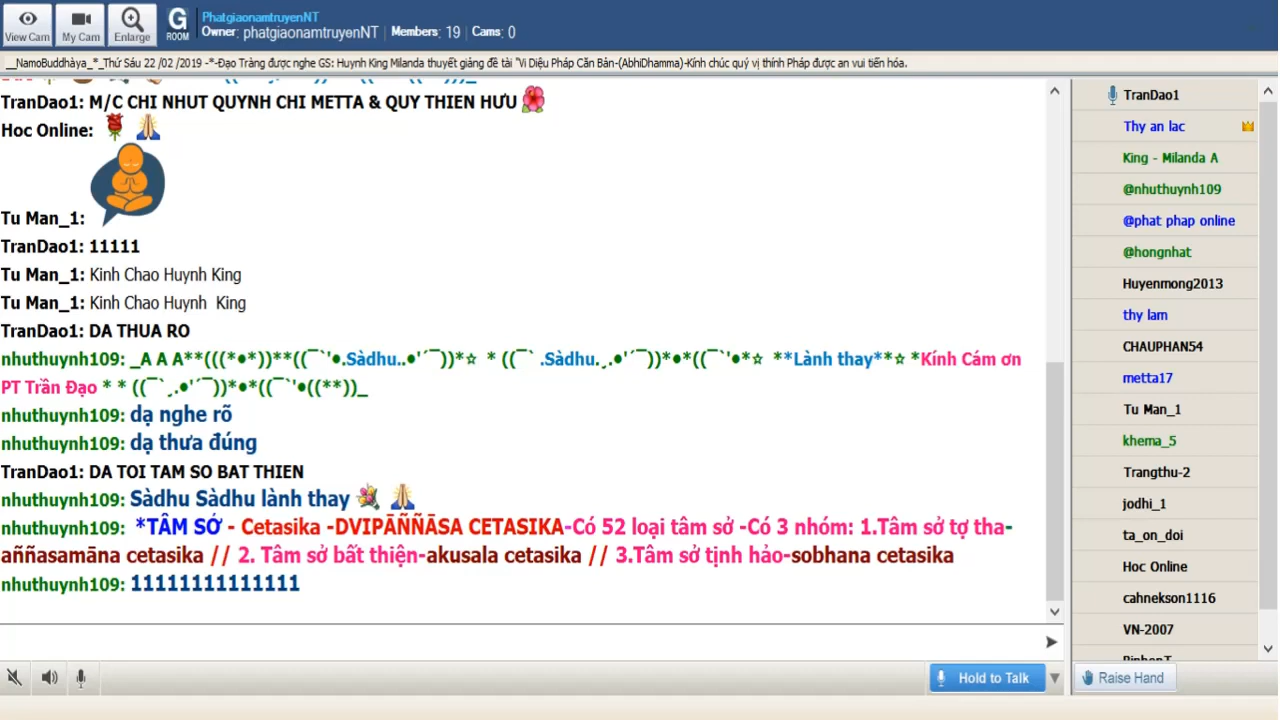 View Cam
My Cam
Enlarge
G
ROOM
PhatgiaonamtruyenNT
Owner: phatgiaonamtruyenNT Members: 19 Cams: 0
__NamoBuddhàya_*_Thứ Sáu 22 /02 /2019 -*-Đạo Tràng được nghe GS: Huynh King Milanda thuyết giảng đề tài "Vi Diệu Pháp Căn Bản-(AbhiDhamma)-Kính chúc quý vị thính Pháp được an vui tiến hóa.
TranDao1: M/C CHI NHUT QUYNH CHI METTA & QUY THIEN HƯU
Hoc Online:
Tu Man_1:
TranDao1: 11111
Tu Man_1: Kinh Chao Huynh King
Tu Man_1: Kinh Chao Huynh  King
TranDao1: DA THUA RO
nhuthuynh109: _A A A**(((*•*))**((¯`'•.Sàdhu..•'´¯))*☆ * ((¯` .Sàdhu.¸.•'´¯))*•*((¯`'•*☆ **Lành thay**☆ *Kính Cám ơn
PT Trần Đạo * * ((¯`¸.•'´¯))*•*((¯`'•((**))_
nhuthuynh109: dạ nghe rõ
nhuthuynh109: dạ thưa đúng
TranDao1: DA TOI TAM SO BAT THIEN
nhuthuynh109: Sàdhu Sàdhu lành thay
nhuthuynh109: *TÂM SỞ - Cetasika -DVIPĀÑÑĀSA CETASIKA-Có 52 loại tâm sở -Có 3 nhóm: 1.Tâm sở tợ tha-
aññasamāna cetasika // 2. Tâm sở bất thiện-akusala cetasika // 3.Tâm sở tịnh hảo-sobhana cetasika
nhuthuynh109: 11111111111111
Hold to Talk
TranDao1
Thy an lac
King - Milanda A
@nhuthuynh109
@phat phap online
@hongnhat
Huyenmong2013
thy lam
CHAUPHAN54
metta17
Tu Man_1
khema_5
Trangthu-2
jodhi_1
ta_on_doi
Hoc Online
cahnekson1116
VN-2007
Raise Hand